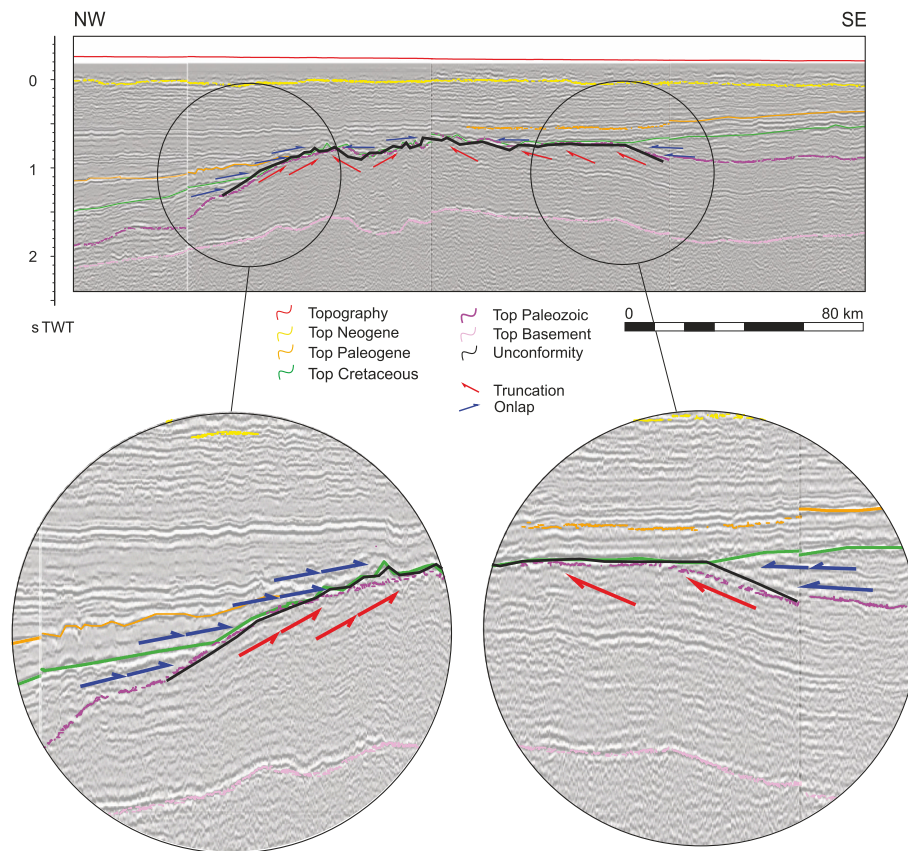 NW
SE
0
1
2
s TWT
Topography
Top Neogene
Top Paleogene
Top Cretaceous
Top Paleozoic
Top Basement
Unconformity
Truncation
Onlap
0
80 km